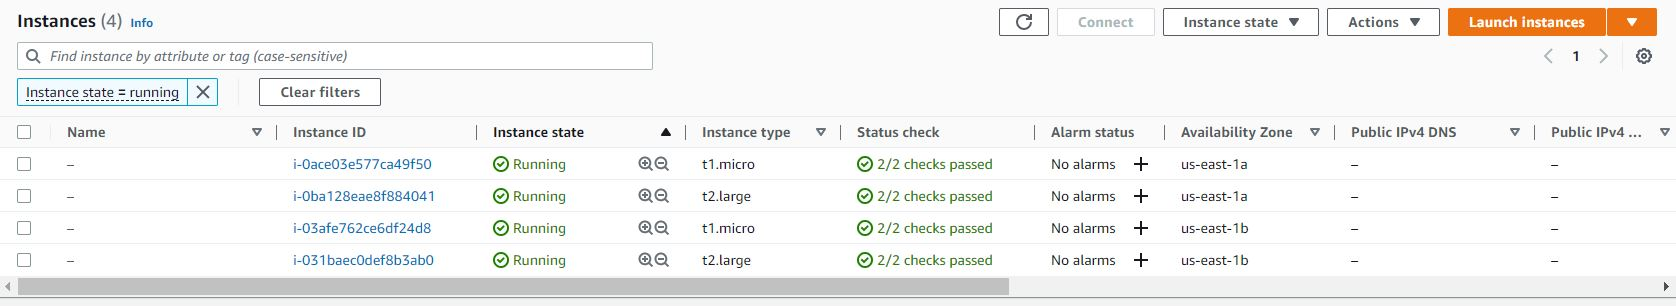 Instances (4) Info
Connect Instance state Actions Launch instances
Find instance by attribute or tag (case-sensitive)
1
Instance state = running
Clear filters
Name Instance ID Instance state Instance type Status check Alarm status Availability Zone Public IPv4 DNS Public IPv4 ...
– i-0ace03e577ca49f50 Running t1.micro 2/2 checks passed No alarms + us-east-1a – –
– i-0ba128eae8f884041 Running t2.large 2/2 checks passed No alarms + us-east-1a – –
– i-03afe762ce6df24d8 Running t1.micro 2/2 checks passed No alarms + us-east-1b – –
– i-031baec0def8b3ab0 Running t2.large 2/2 checks passed No alarms + us-east-1b – –